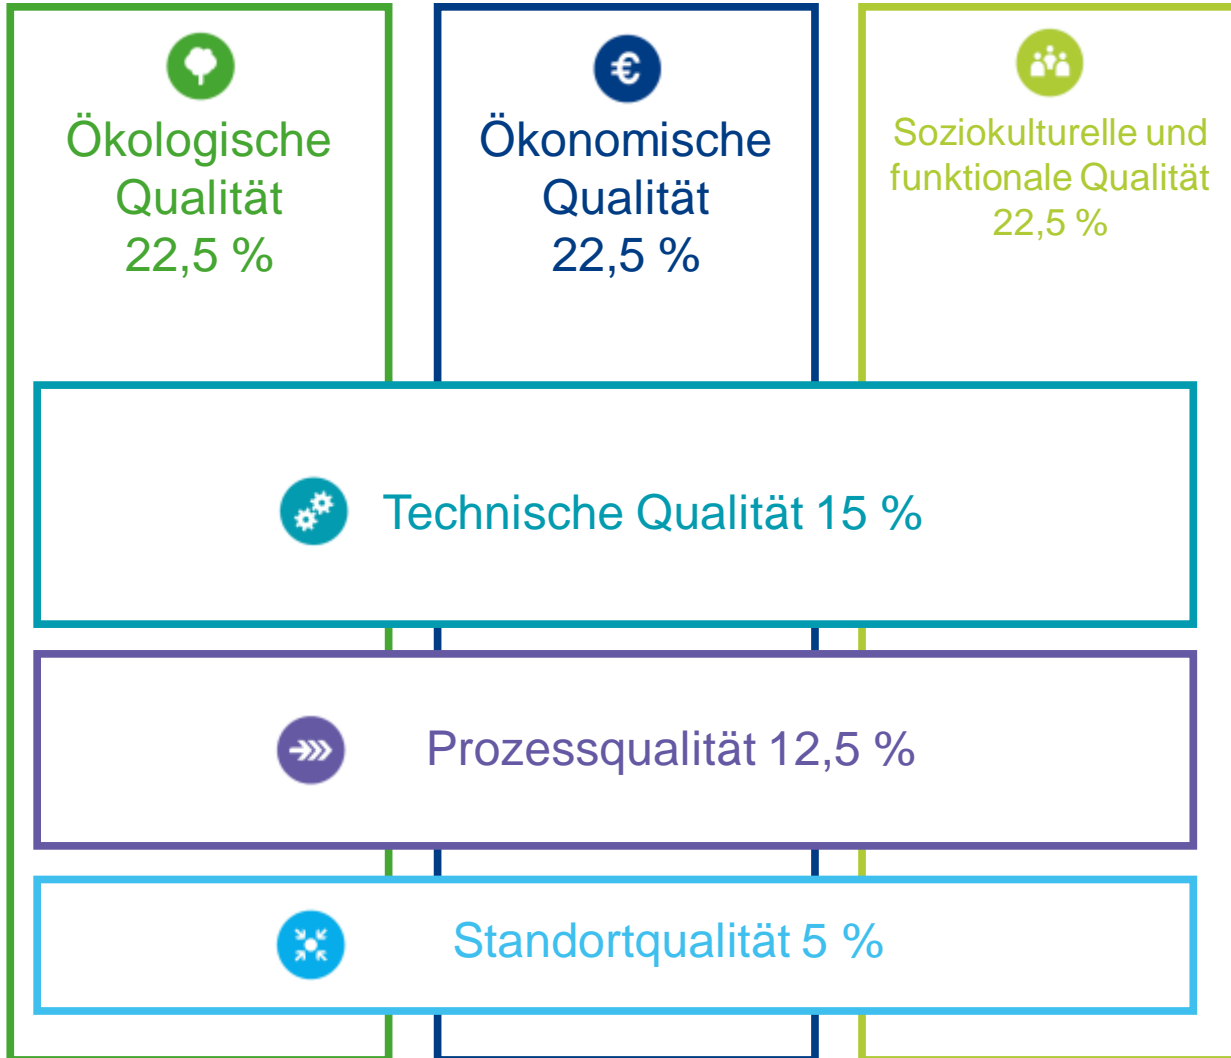 Ökologische
Qualität
22,5 %
Ökonomische
Qualität
22,5 %
Soziokulturelle und
funktionale Qualität
22,5 %
Technische Qualität 15 %
Prozessqualität 12,5 %
Standortqualität 5 %